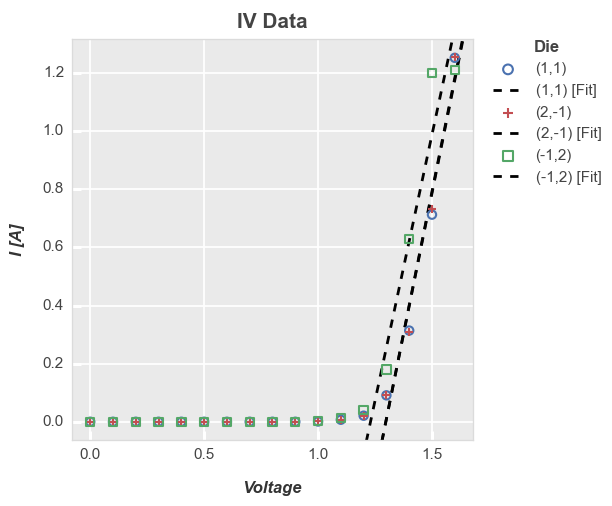 IV Data
Die
(1,1)
(1,1) [Fit]
(2,-1)
(2,-1) [Fit]
(-1,2)
(-1,2) [Fit]
I [A]
1.2
1.0
0.8
0.6
0.4
0.2
0.0
0.0 0.5 1.0 1.5
Voltage